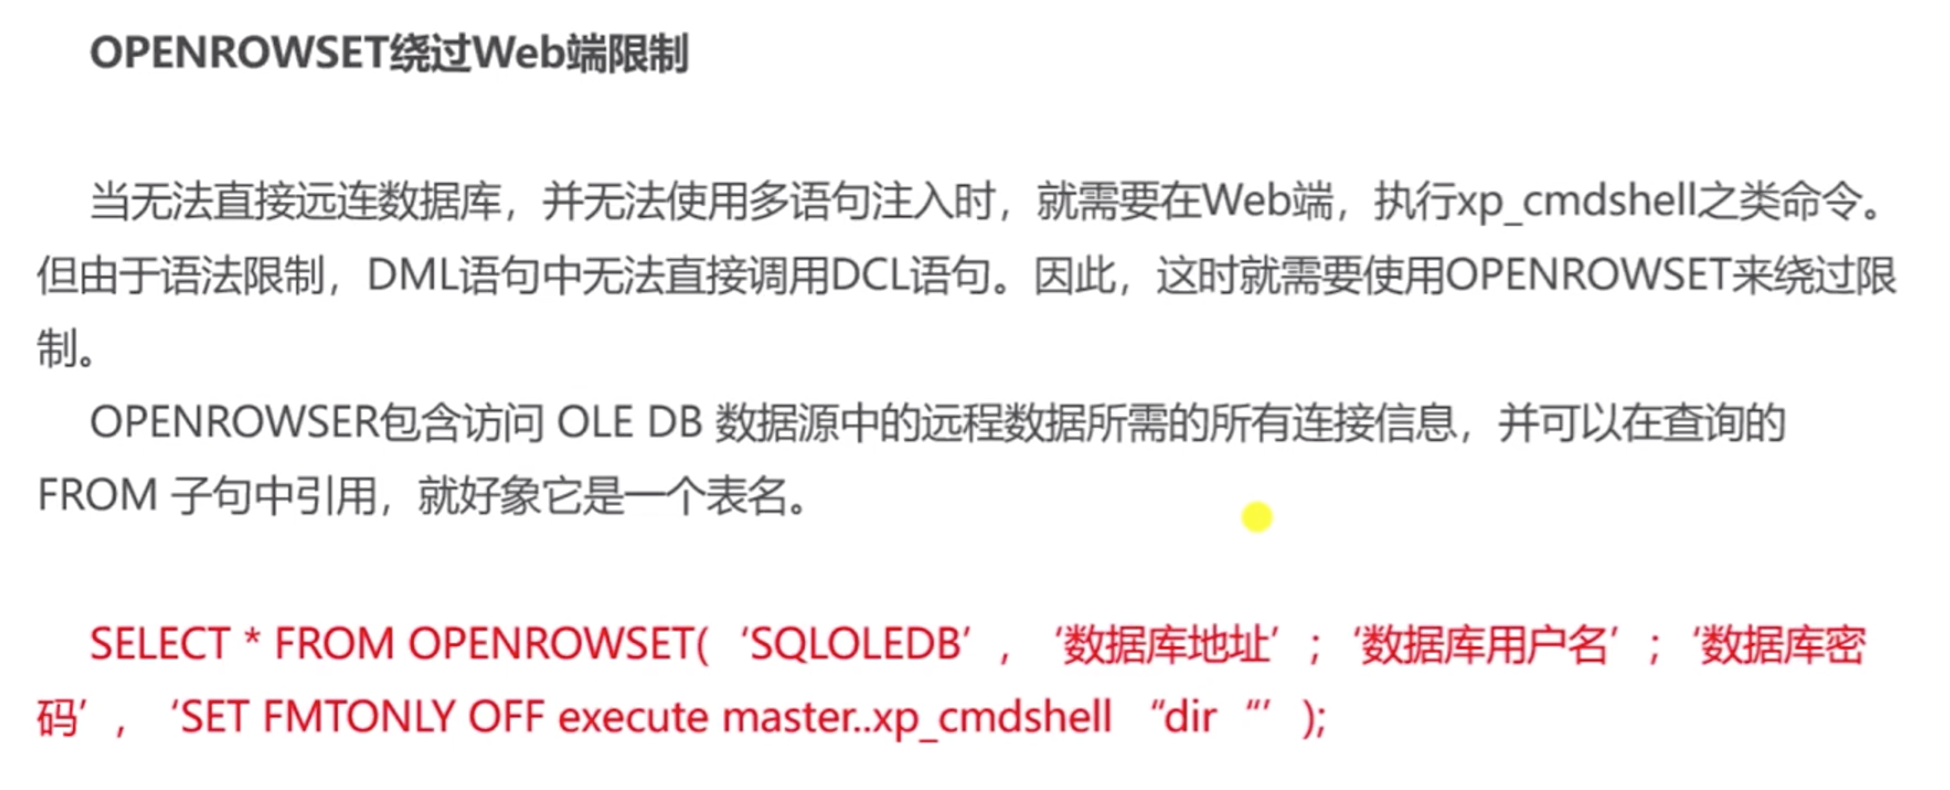 OPENROWSET绕过Web端限制
当无法直接远连数据库，并无法使用多语句注入时，就需要在Web端，执行xp_cmdshell之类命令。
但由于语法限制，DML语句中无法直接调用DCL语句。因此，这时就需要使用OPENROWSET来绕过限
制。
OPENROWSER包含访问 OLE DB 数据源中的远程数据所需的所有连接信息，并可以在查询的
FROM 子句中引用，就好象它是一个表名。
SELECT * FROM OPENROWSET(‘SQLOLEDB’，‘数据库地址’；‘数据库用户名’；‘数据库密
码’，‘SET FMTONLY OFF execute master..xp_cmdshell “dir “’ );